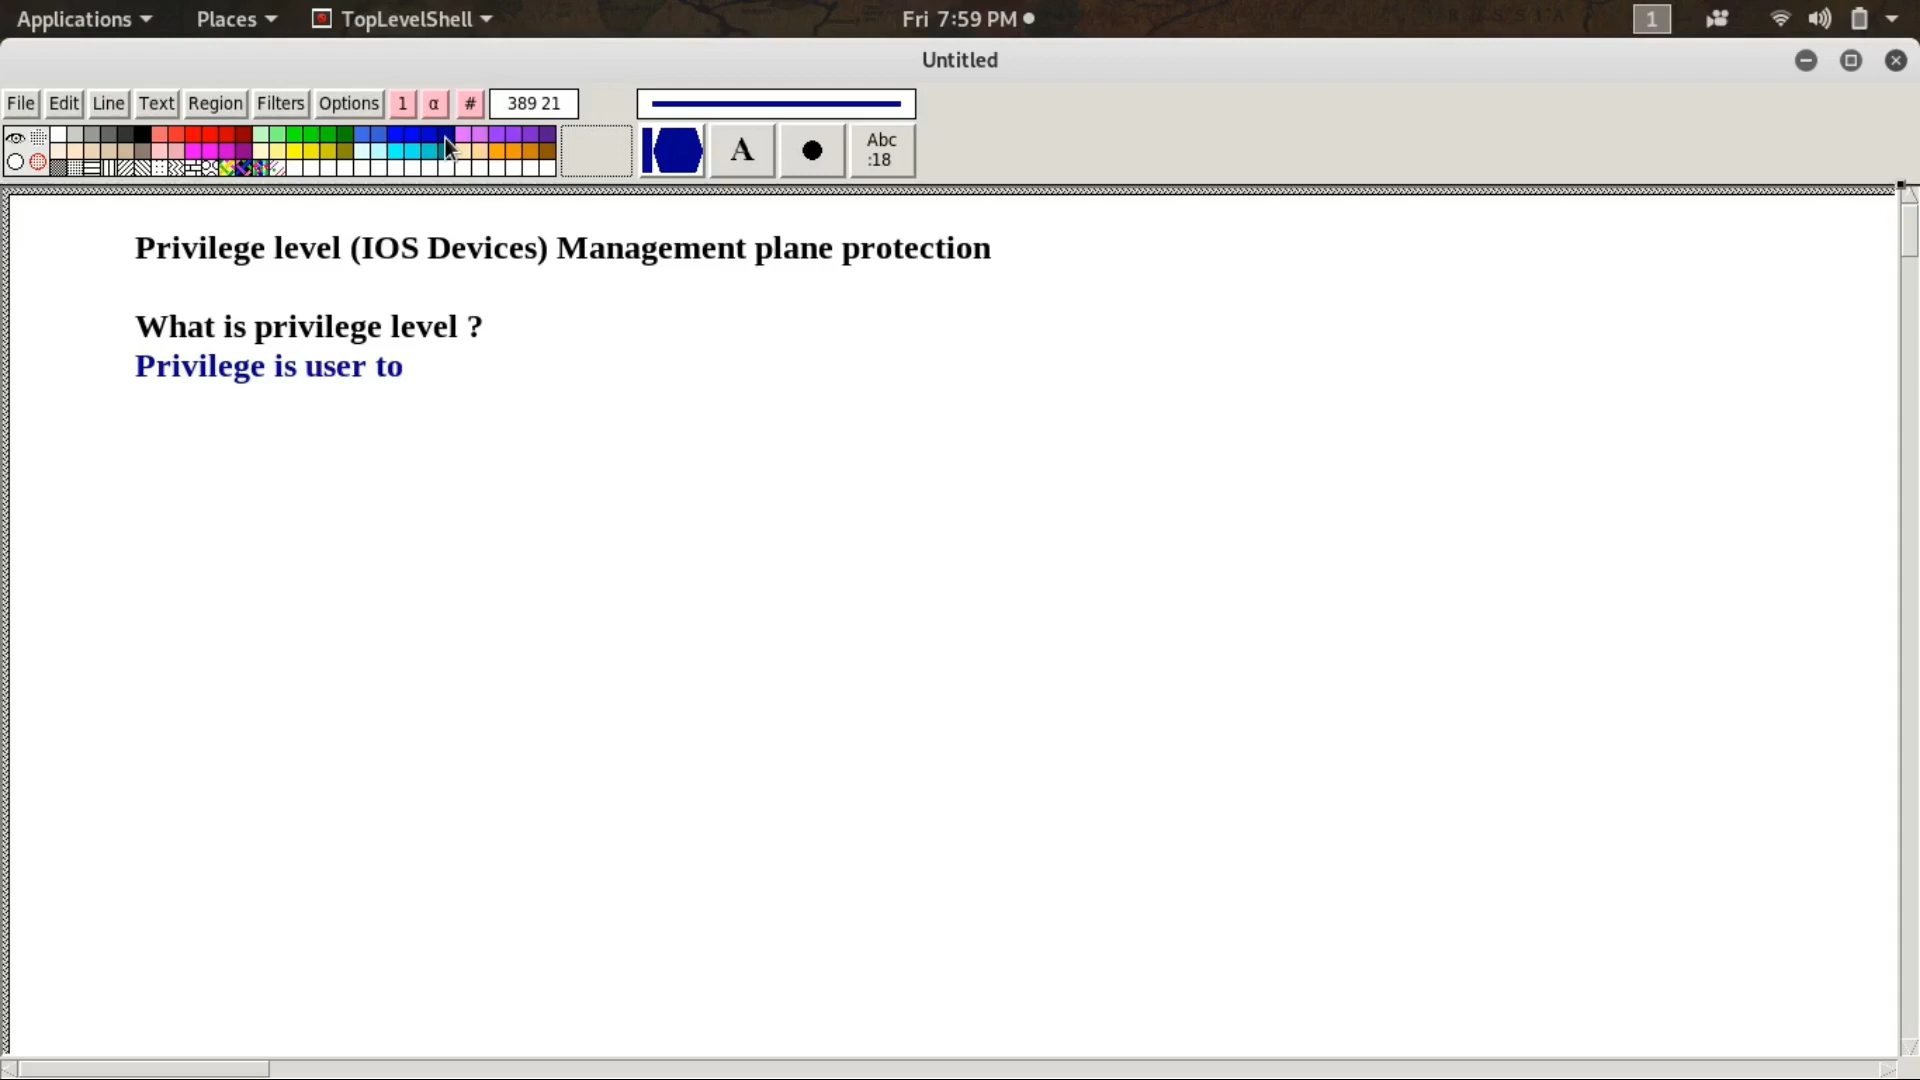 Applications Places TopLevelShell Fri 7:59 PM 1
Untitled
File Edit Line Text Region Filters Options 1 α # 389 21
A Abc
:18
Privilege level (IOS Devices) Management plane protection
What is privilege level ?
Privilege is user to